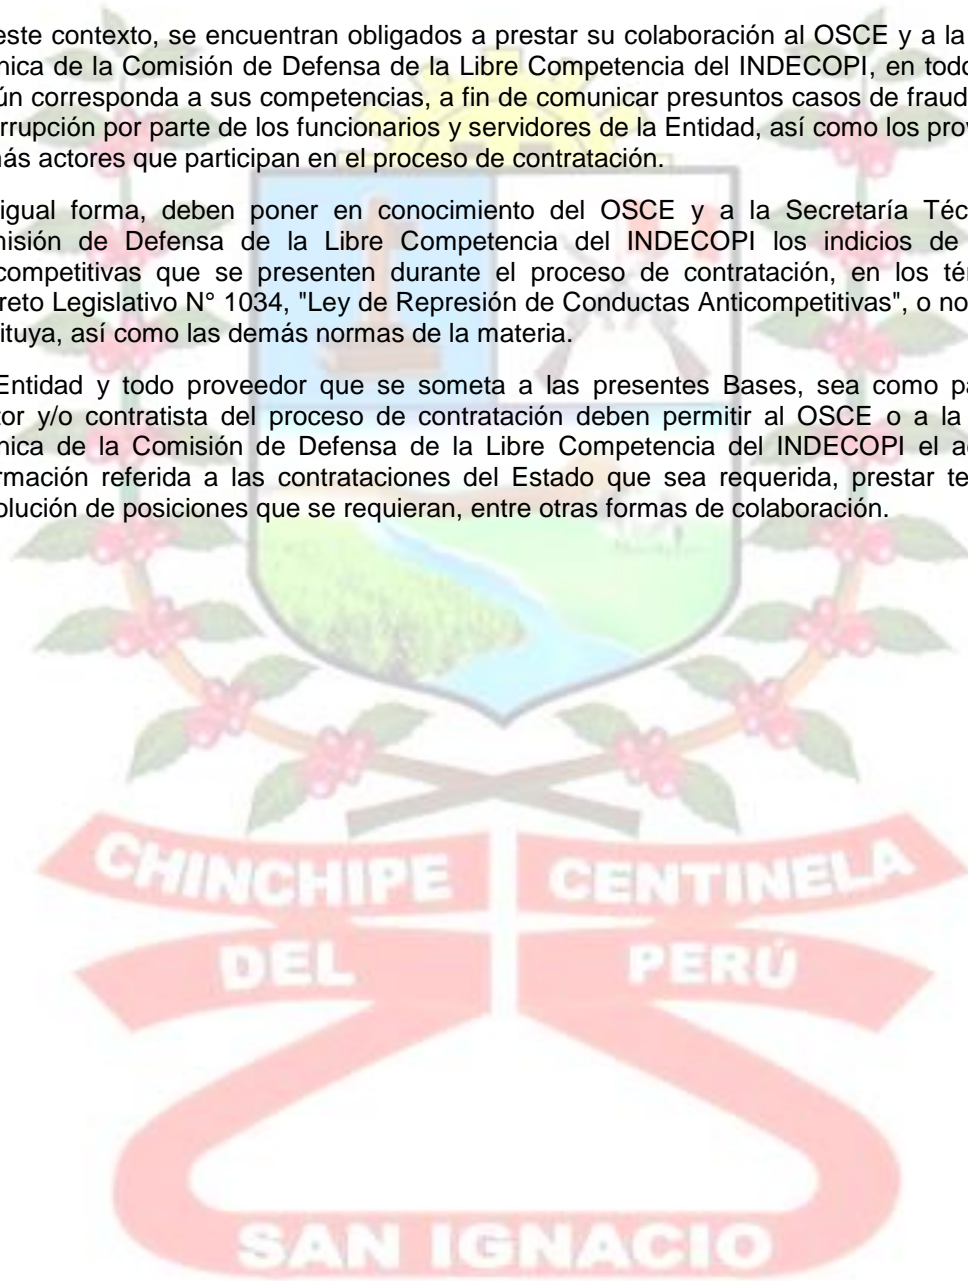 este contexto, se encuentran obligados a prestar su colaboración al OSCE y a la
nica de la Comisión de Defensa de la Libre Competencia del INDECOPI, en todo
ún corresponda a sus competencias, a fin de comunicar presuntos casos de fraud
rrupción por parte de los funcionarios y servidores de la Entidad, así como los prov
más actores que participan en el proceso de contratación.
igual forma, deben poner en conocimiento del OSCE y a la Secretaría Téc
misión de Defensa de la Libre Competencia del INDECOPI los indicios de
competitivas que se presenten durante el proceso de contratación, en los tér
reto Legislativo N° 1034, "Ley de Represión de Conductas Anticompetitivas", o no
tituya, así como las demás normas de la materia.
Entidad y todo proveedor que se someta a las presentes Bases, sea como pa
tor y/o contratista del proceso de contratación deben permitir al OSCE o a la
nica de la Comisión de Defensa de la Libre Competencia del INDECOPI el ac
rmación referida a las contrataciones del Estado que sea requerida, prestar te
olución de posiciones que se requieran, entre otras formas de colaboración.
CHINCHIPE CENTINELA
DEL PERÚ
SAN IGNACIO